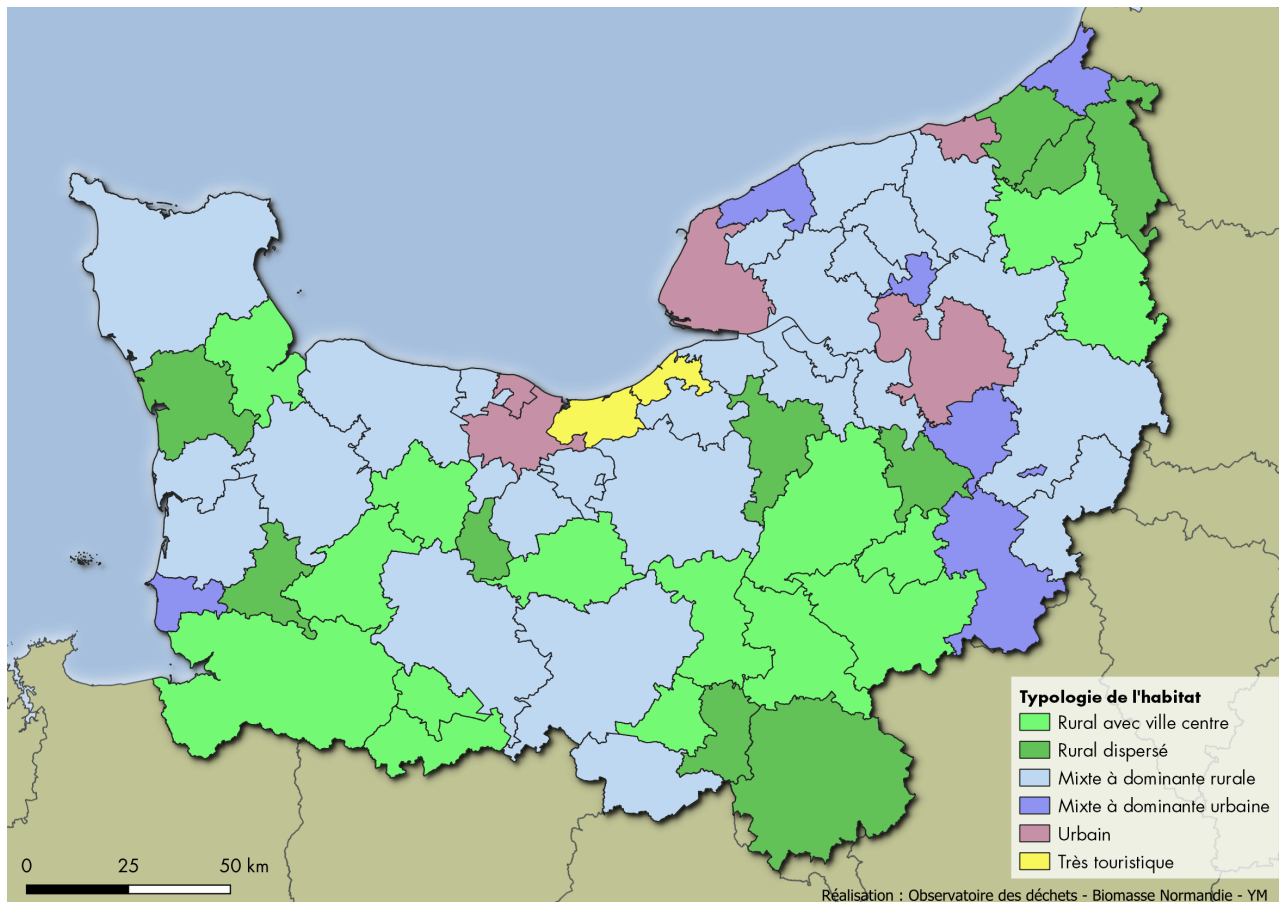 Typologie de l'habitat
Rural avec ville centre
Rural dispersé
Mixte à dominante rurale
Mixte à dominante urbaine
Urbain
Très touristique
0 25 50 km
Réalisation : Observatoire des déchets - Biomasse Normandie - YM